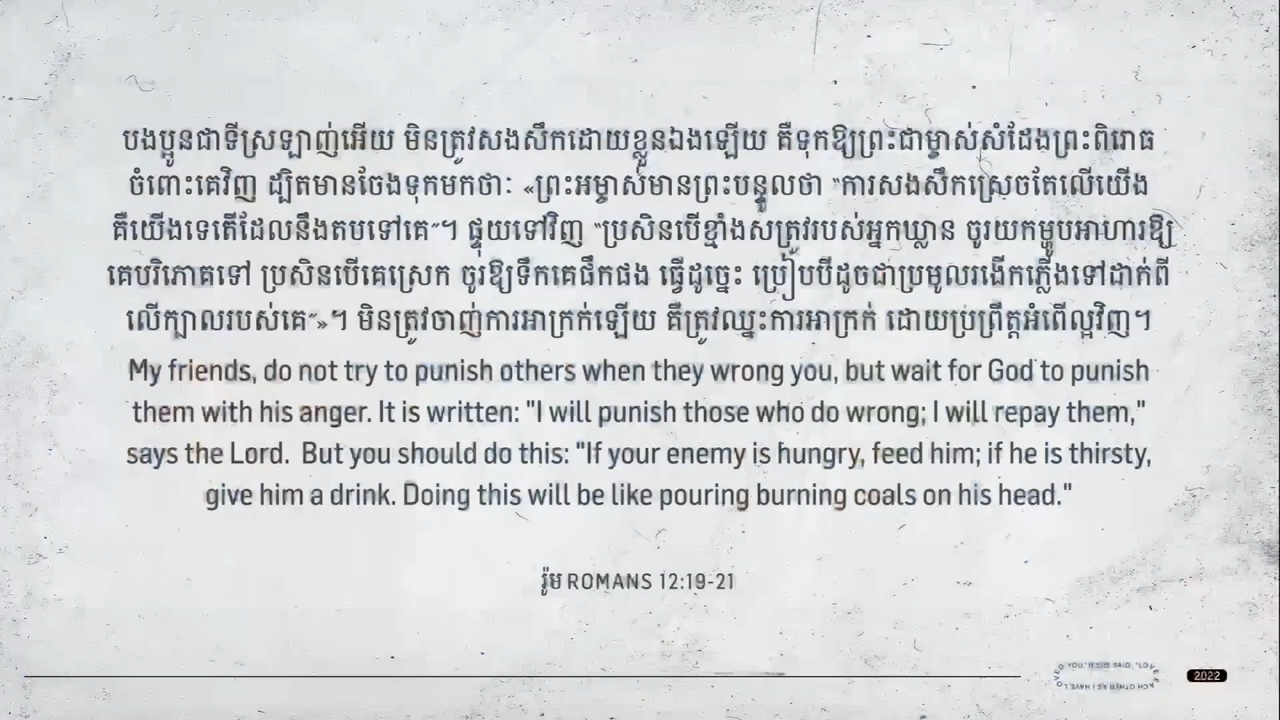 បងប្អូនជាទីស្រឡាញ់អើយ មិនត្រូវសងសឹកដោយខ្លួនឯងឡើយ គឺទុកឱ្យព្រះជាម្ចាស់សំដែងព្រះពិរោធ
ចំពោះគេវិញ ដ្បិតមានចែងទុកមកថាៈ «ព្រះអម្ចាស់មានព្រះបន្ទូលថា "ការសងសឹកស្រេចតែលើយើង
គឺយើងទេតើដែលនឹងតបទៅគេ"។ ផ្ទុយទៅវិញ "ប្រសិនបើខ្មាំងសត្រូវរបស់អ្នកឃ្លាន ចូរយកម្ហូបអាហារឱ្យ
គេបរិភោគទៅ ប្រសិនបើគេស្រេក ចូរឱ្យទឹកគេផឹកផង ធ្វើដូច្នេះ ប្រៀបបីដូចជាប្រមូលរងើកភ្លើងទៅដាក់ពី
លើក្បាលរបស់គេ"»។ មិនត្រូវចាញ់ការអាក្រក់ឡើយ គឺត្រូវឈ្នះការអាក្រក់ ដោយប្រព្រឹត្តអំពើល្អវិញ។
My friends, do not try to punish others when they wrong you, but wait for God to punish
them with his anger. It is written: "I will punish those who do wrong; I will repay them,"
says the Lord. But you should do this: "If your enemy is hungry, feed him; if he is thirsty,
give him a drink. Doing this will be like pouring burning coals on his head."
រ៉ូម ROMANS 12:19-21
YOU." JESUS SAID, "LOVE EACH OTHER AS I HAVE LOVED
2022